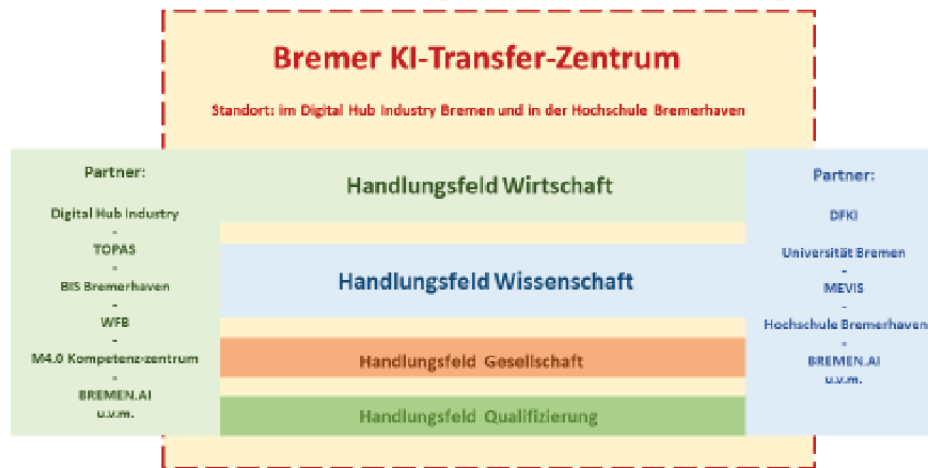 Bremer KI-Transfer-Zentrum
Standort: im Digital Hub Industry Bremen und in der Hochschule Bremerhaven
Partner:
Digital Hub Industry
-
TOPAS
-
BIS Bremerhaven
-
WFB
-
M4.0 Kompetenz-zentrum
-
BREMEN.AI
u.v.m.
Handlungsfeld Wirtschaft
Handlungsfeld Wissenschaft
Handlungsfeld Gesellschaft
Handlungsfeld Qualifizierung
Partner:
DFKI
Universität Bremen
-
MEVIS
-
Hochschule Bremerhaven
-
BREMEN.AI
u.v.m.